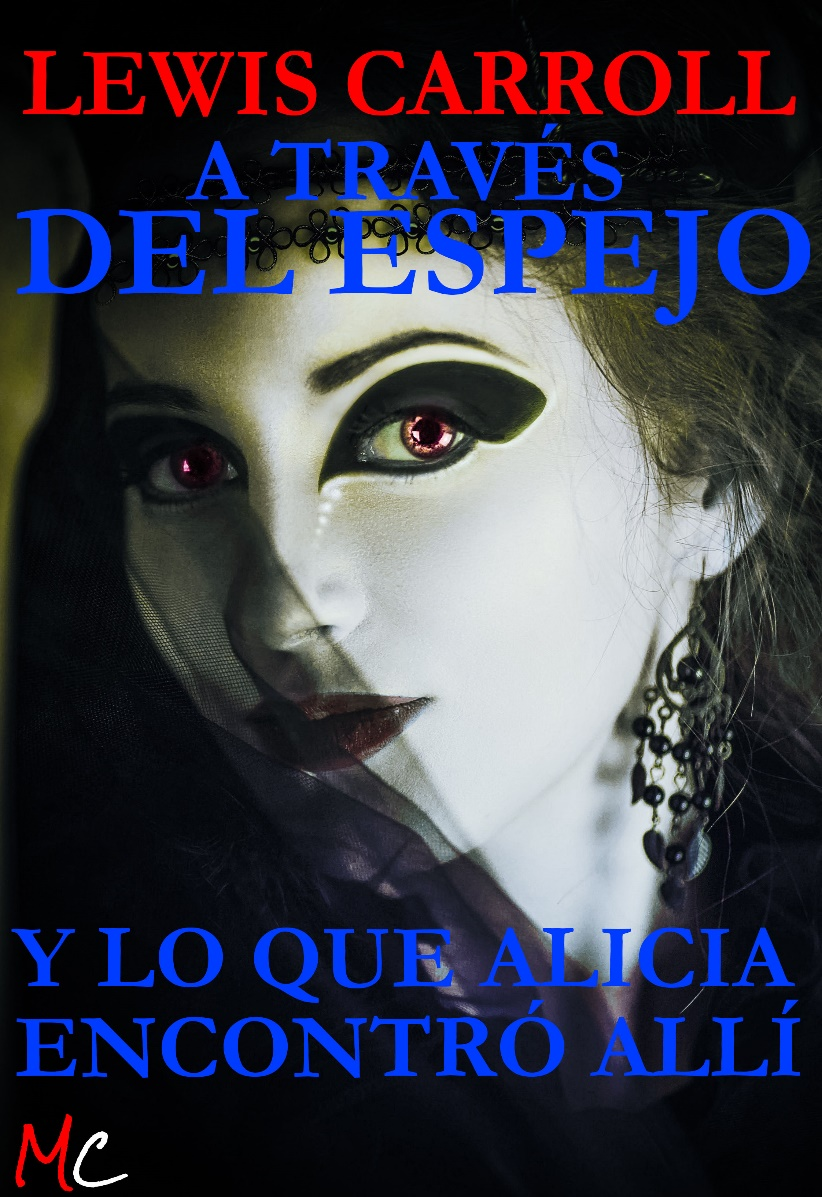 LEWIS CARROLL
A TRAVÉS
DEL ESPEJO
Y LO QUE ALICIA
ENCONTRÓ ALLÍ
MC